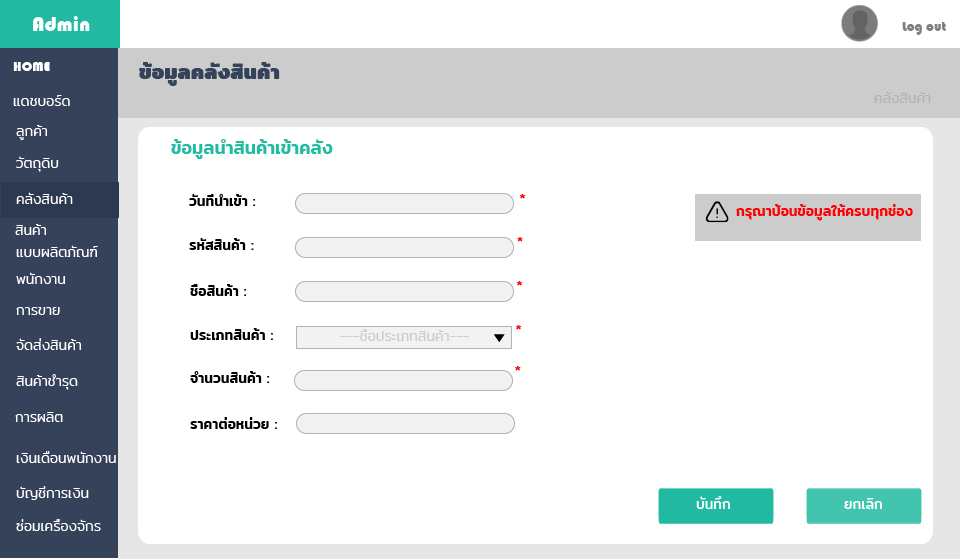 Admin
Log out
HOME
แดชบอร์ด
ลูกค้า
วัตถุดิบ
คลังสินค้า
สินค้า
แบบผลิตภัณฑ์
พนักงาน
การขาย
จัดส่งสินค้า
สินค้าชำรุด
การผลิต
เงินเดือนพนักงาน
บัญชีการเงิน
ซ่อมเครื่องจักร
ข้อมูลคลังสินค้า
คลังสินค้า
ข้อมูลนำสินค้าเข้าคลัง
วันที่นำเข้า : *
รหัสสินค้า : *
ชื่อสินค้า : *
ประเภทสินค้า : ---ชื่อประเภทสินค้า--- *
จำนวนสินค้า : *
ราคาต่อหน่วย :
กรุณาป้อนข้อมูลให้ครบทุกช่อง
บันทึก
ยกเลิก